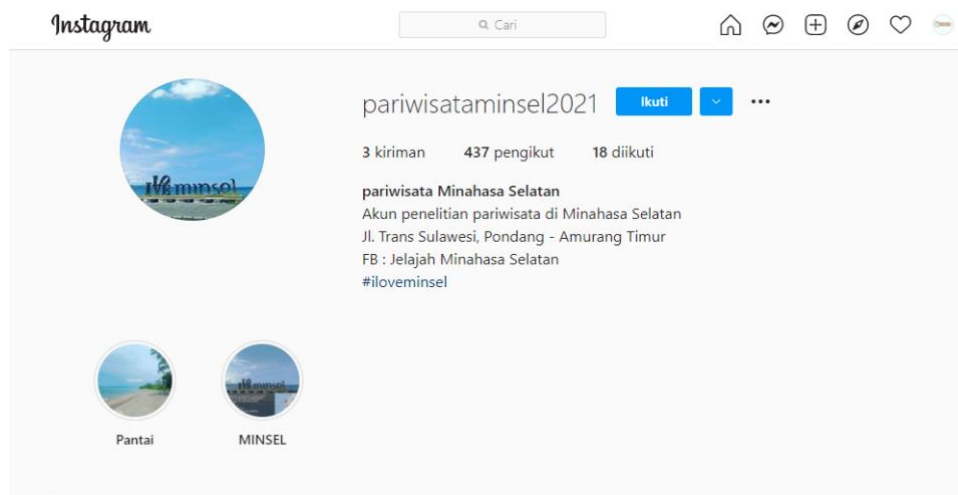 Instagram
Cari
pariwisataminsel2021 Ikuti
3 kiriman 437 pengikut 18 diikuti
pariwisata Minahasa Selatan
Akun penelitian pariwisata di Minahasa Selatan
Jl. Trans Sulawesi, Pondang - Amurang Timur
FB : Jelajah Minahasa Selatan
#iloveminsel
minsel
Pantai MINSEL